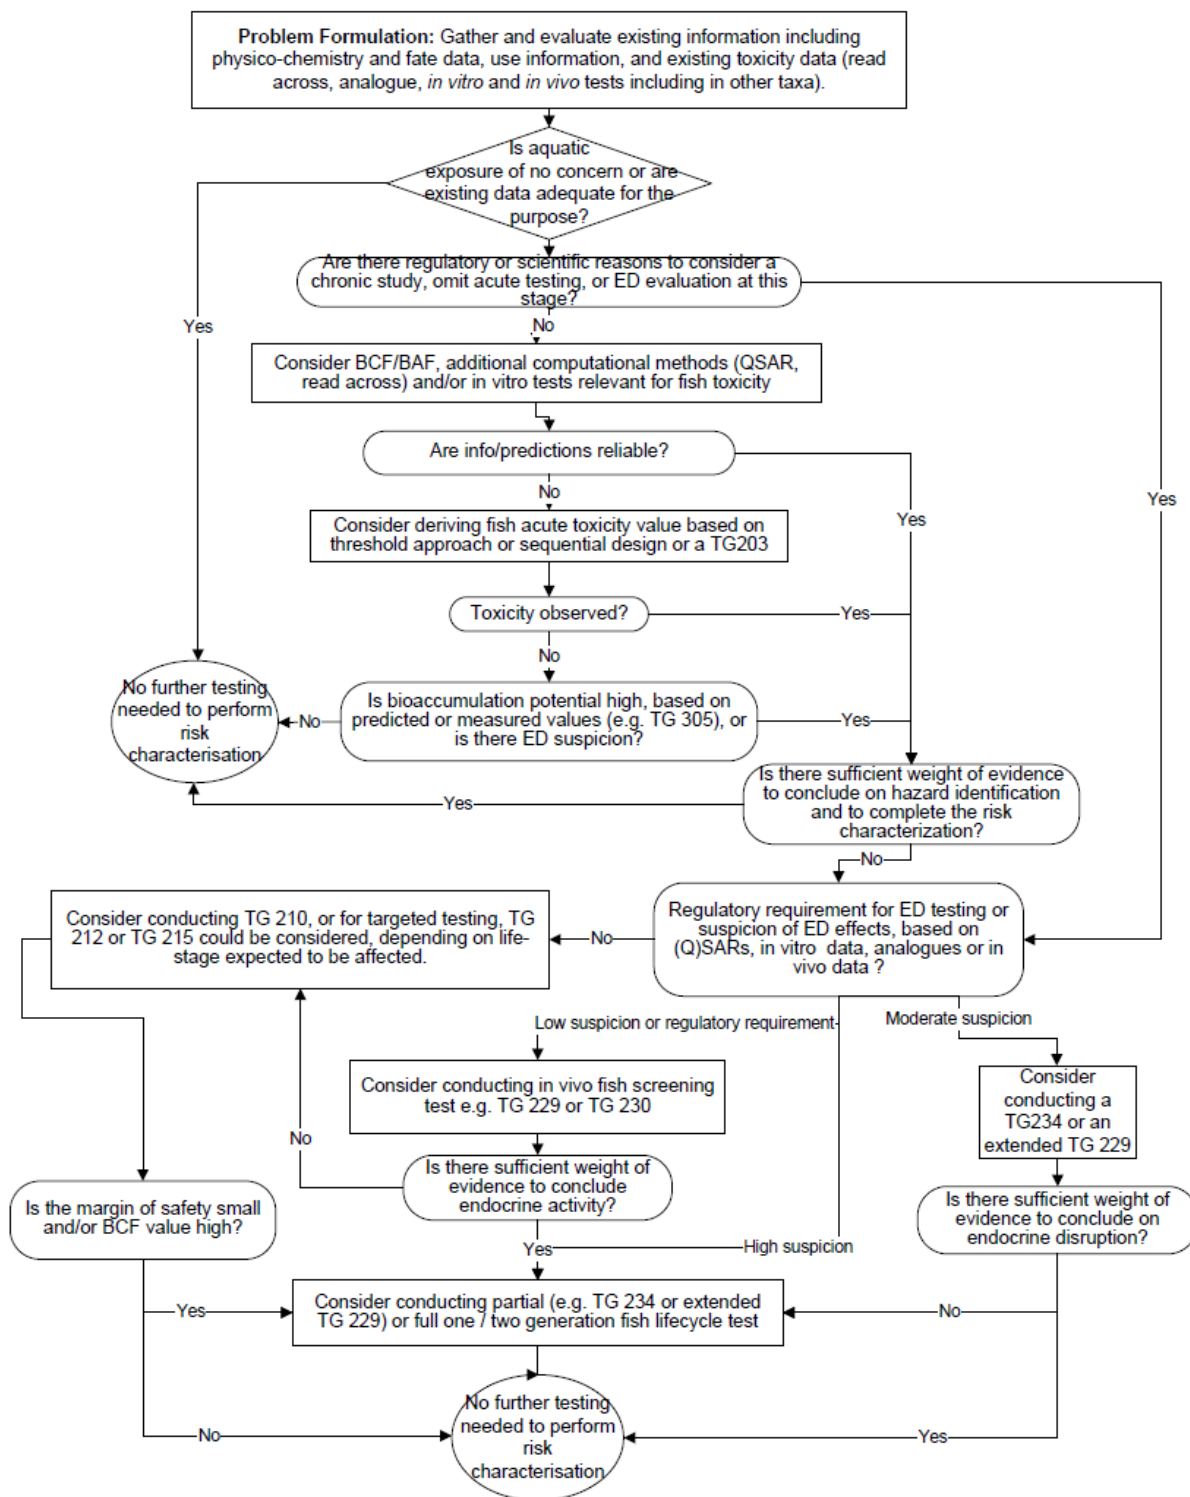 Problem Formulation: Gather and evaluate existing information including
physico-chemistry and fate data, use information, and existing toxicity data (read
across, analogue, in vitro and in vivo tests including in other taxa).
Is aquatic
exposure of no concern or are
existing data adequate for the
purpose?
Are there regulatory or scientific reasons to consider a
chronic study, omit acute testing, or ED evaluation at this
stage?
Yes
No
Consider BCF/BAF, additional computational methods (QSAR,
read across) and/or in vitro tests relevant for fish toxicity
Are info/predictions reliable?
No
Yes
Yes
Consider deriving fish acute toxicity value based on
threshold approach or sequential design or a TG203
Toxicity observed?
Yes
No
No further testing
needed to perform
risk
characterisation
No
Is bioaccumulation potential high, based on
predicted or measured values (e.g. TG 305), or
is there ED suspicion?
Yes
Is there sufficient weight of evidence
to conclude on hazard identification
and to complete the risk
characterization?
Yes
No
Consider conducting TG 210, or for targeted testing, TG
212 or TG 215 could be considered, depending on life-
stage expected to be affected.
No
Regulatory requirement for ED testing or
suspicion of ED effects, based on
(Q)SARs, in vitro data, analogues or in
vivo data ?
Low suspicion or regulatory requirement
Moderate suspicion
Consider conducting in vivo fish screening
test e.g. TG 229 or TG 230
Consider
conducting a
TG234 or an
extended TG 229
No
Is there sufficient weight of
evidence to conclude
endocrine activity?
Is the margin of safety small
and/or BCF value high?
Is there sufficient weight of
evidence to conclude on
endocrine disruption?
Yes
High suspicion
Yes
Consider conducting partial (e.g. TG 234 or extended
TG 229) or full one / two generation fish lifecycle test
No
No further testing
needed to perform
risk
characterisation
No
Yes